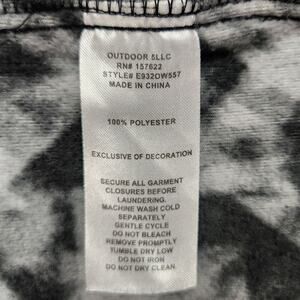 OUTDOOR 5LLC
RN# 157622
STYLE# E932OW557
MADE IN CHINA
100% POLYESTER
EXCLUSIVE OF DECORATION
SECURE ALL GARMENT
CLOSURES BEFORE
LAUNDERING.
MACHINE WASH COLD
SEPARATELY
GENTLE CYCLE
DO NOT BLEACH
REMOVE PROMPTLY
TUMBLE DRY LOW
DO NOT IRON
DO NOT DRY CLEAN